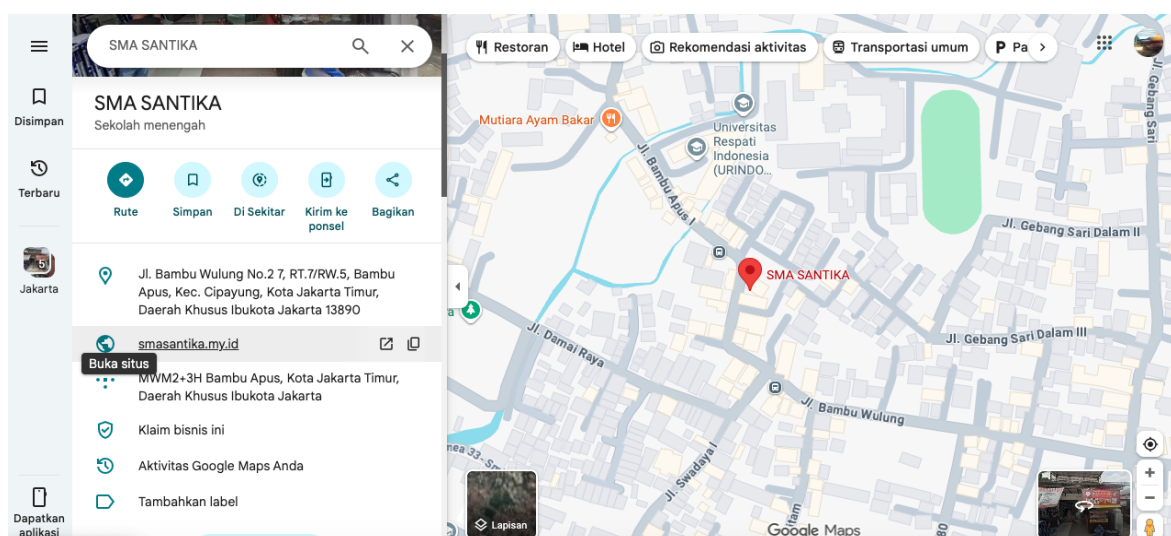 SMA SANTIKA
Disimpan
Terbaru
5
Jakarta
Dapatkan
aplikasi
SMA SANTIKA
Sekolah menengah
Rute
Simpan
Di Sekitar
Kirim ke
ponsel
Bagikan
Jl. Bambu Wulung No.2 7, RT.7/RW.5, Bambu
Apus, Kec. Cipayung, Kota Jakarta Timur,
Daerah Khusus Ibukota Jakarta 13890
smasantika.my.id
Buka situs
MWM2+3H Bambu Apus, Kota Jakarta Timur,
Daerah Khusus Ibukota Jakarta
Klaim bisnis ini
Aktivitas Google Maps Anda
Tambahkan label
Restoran
Hotel
Rekomendasi aktivitas
Transportasi umum
P Pa
Jl. Gebang Sari
Mutiara Ayam Bakar
Universitas
Respati
Indonesia
(URINDO...
Jl. Bambu Apus I
Jl. Gebang Sari Dalam II
SMA SANTIKA
a
Jl. Damai Raya
Jl. Gebang Sari Dalam III
Jl. Bambu Wulung
Jl. Swadaya I
Lapisan
Google Maps